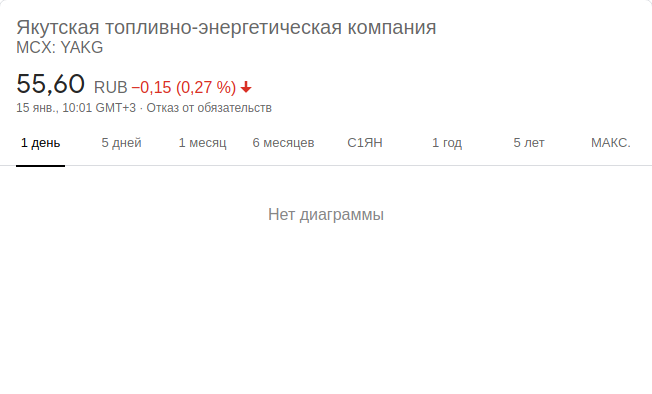 Якутская топливно-энергетическая компания
MCX: YAKG
55,60 RUB −0,15 (0,27 %)
15 янв., 10:01 GMT+3 · Отказ от обязательств
1 день 5 дней 1 месяц 6 месяцев С1ЯН 1 год 5 лет МАКС.
Нет диаграммы